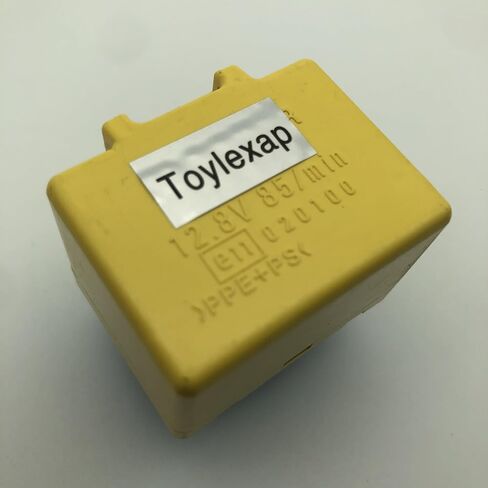 Toylexap
12.8V 85/min
e11 020100
>PPE+PS<